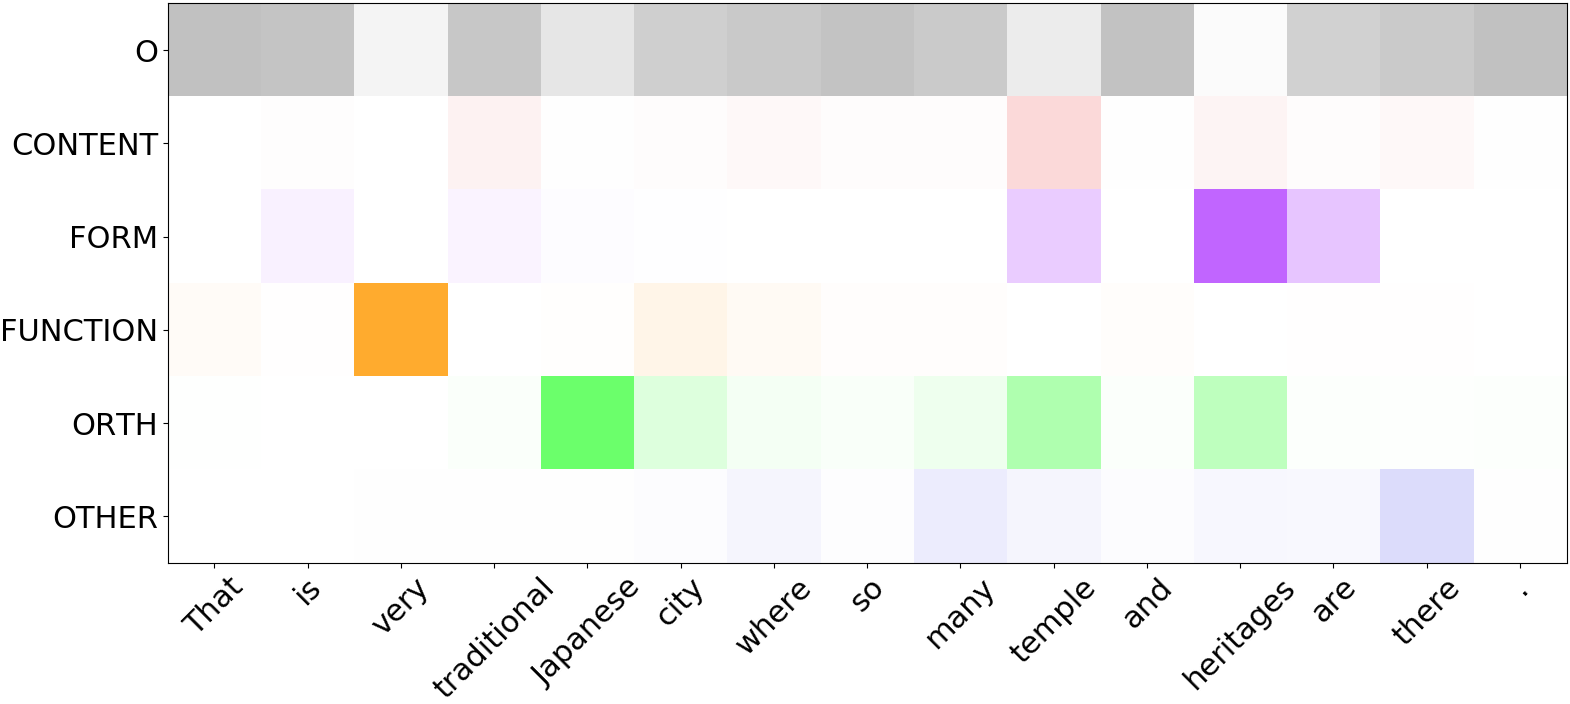 O
CONTENT
FORM
FUNCTION
ORTH
OTHER
That is very traditional Japanese city where so many temple and heritages are there .